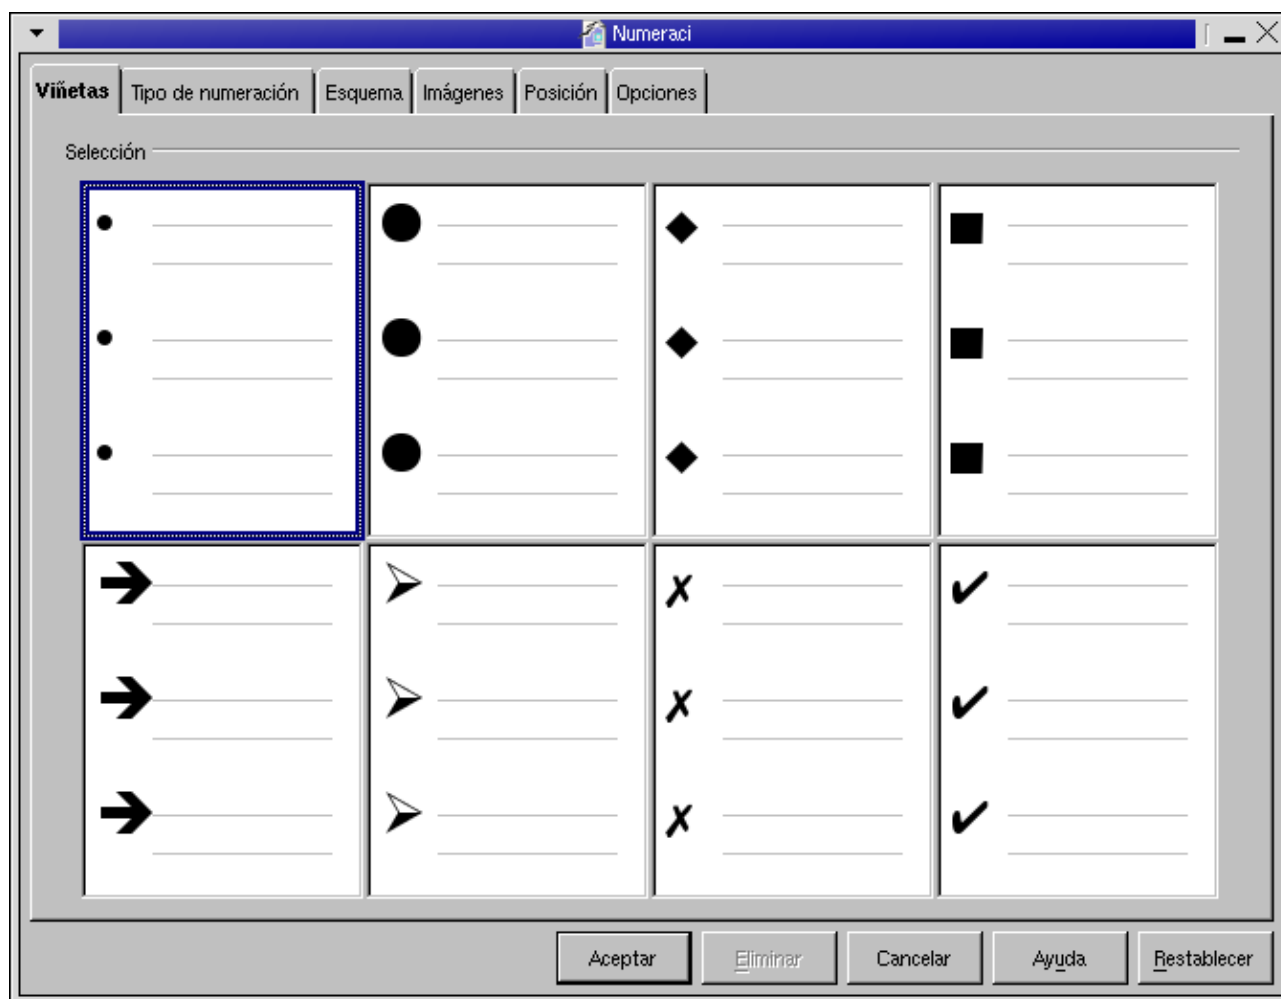 Numeraci
Viñetas Tipo de numeración Esquema Imágenes Posición Opciones
Selección
Aceptar Eliminar Cancelar Ayuda Restablecer